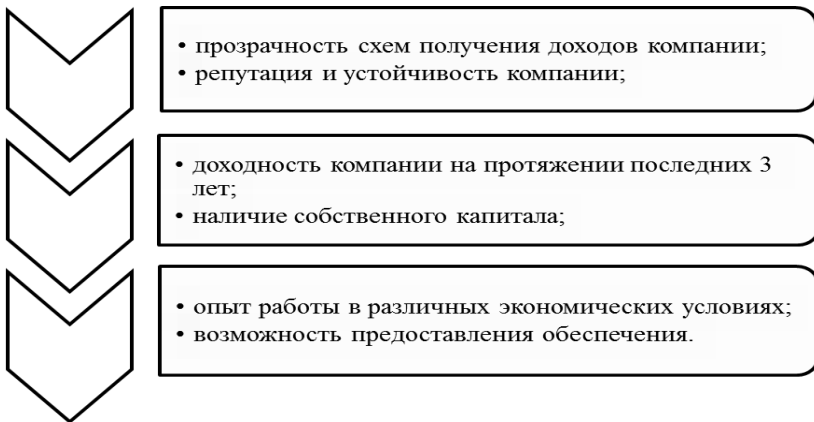 • прозрачность схем получения доходов компании;
• репутация и устойчивость компании;
• доходность компании на протяжении последних 3
лет;
• наличие собственного капитала;
• опыт работы в различных экономических условиях;
• возможность предоставления обеспечения.